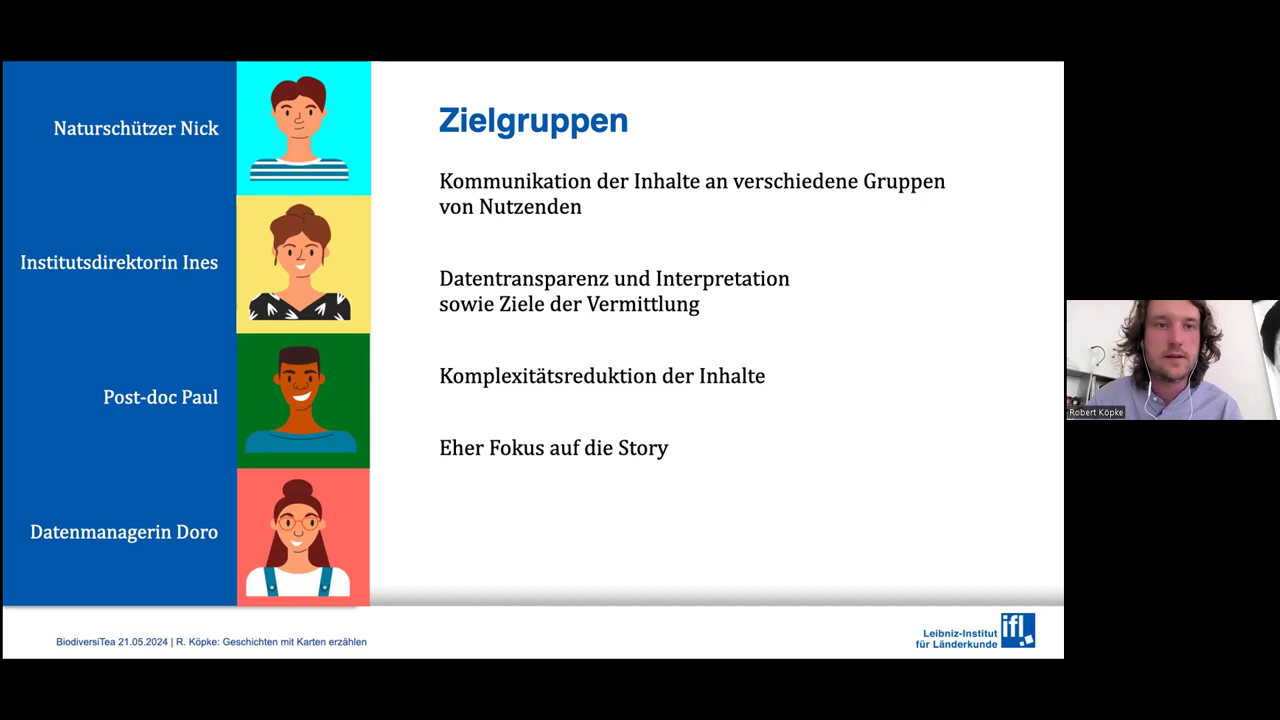 Naturschützer Nick
Institutsdirektorin Ines
Post-doc Paul
Datenmanagerin Doro
Zielgruppen
Kommunikation der Inhalte an verschiedene Gruppen
von Nutzenden
Datentransparenz und Interpretation
sowie Ziele der Vermittlung
Komplexitätsreduktion der Inhalte
Eher Fokus auf die Story
BiodiversiTea 21.05.2024 | R. Köpke: Geschichten mit Karten erzählen
Leibniz-Institut
für Länderkunde
ifl
Robert Köpke